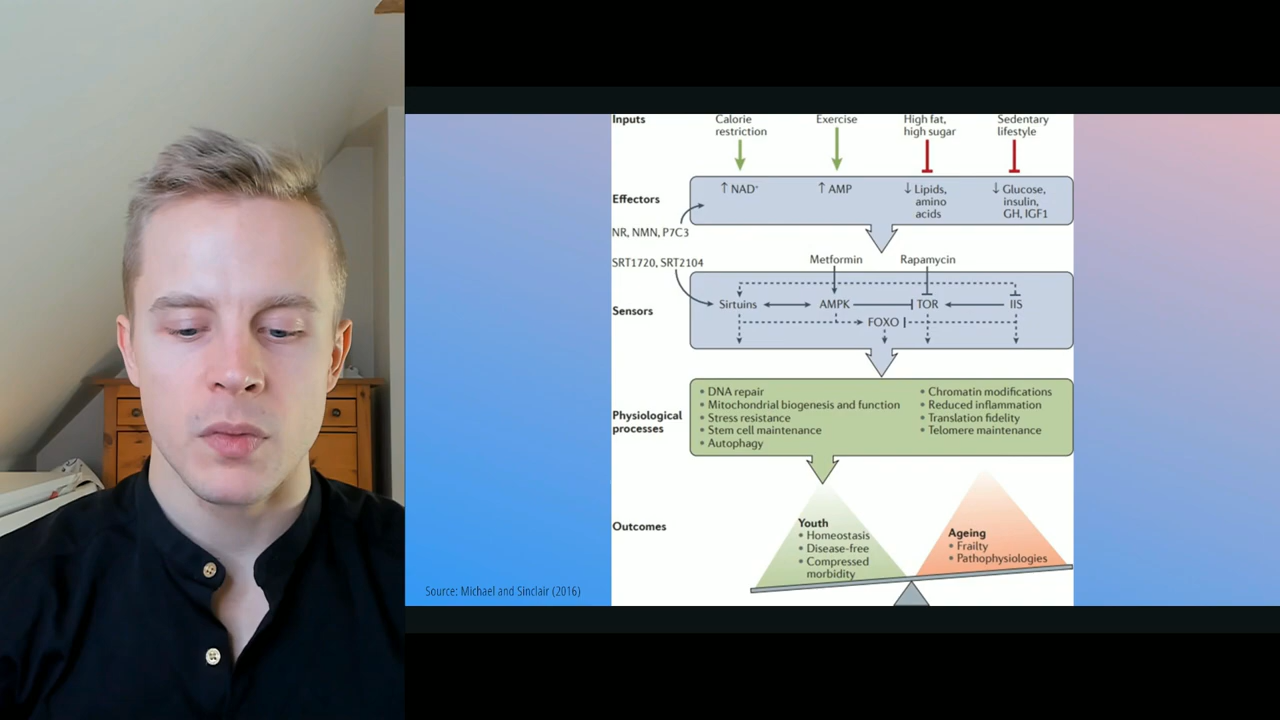 Inputs
Calorie restriction
Exercise
High fat, high sugar
Sedentary lifestyle
Effectors
↑ NAD+
↑ AMP
↓ Lipids, amino acids
↓ Glucose, insulin, GH, IGF1
NR, NMN, P7C3
SRT1720, SRT2104
Metformin
Rapamycin
Sensors
Sirtuins
AMPK
TOR
IIS
FOXO
Physiological processes
• DNA repair
• Mitochondrial biogenesis and function
• Stress resistance
• Stem cell maintenance
• Autophagy
• Chromatin modifications
• Reduced inflammation
• Translation fidelity
• Telomere maintenance
Outcomes
Youth
• Homeostasis
• Disease-free
• Compressed morbidity
Ageing
• Frailty
• Pathophysiologies
Source: Michael and Sinclair (2016)